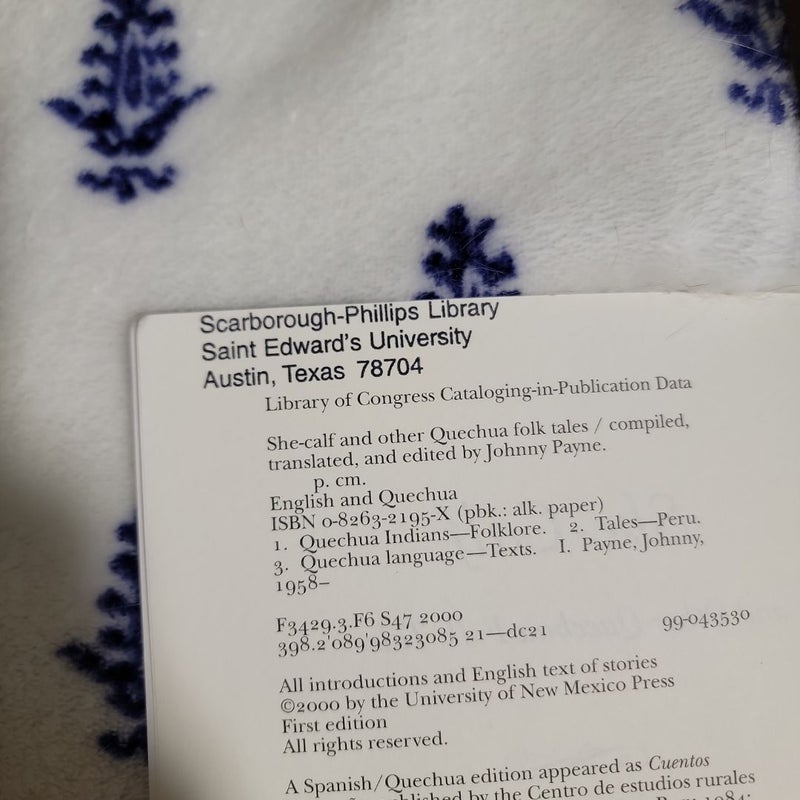 Scarborough-Phillips Library
Saint Edward's University
Austin, Texas 78704
Library of Congress Cataloging-in-Publication Data
She-calf and other Quechua folk tales / compiled,
translated, and edited by Johnny Payne.
p. cm.
English and Quechua
ISBN 0-8263-2195-X (pbk.: alk. paper)
1. Quechua Indians—Folklore. 2. Tales—Peru.
3. Quechua language—Texts. I. Payne, Johnny,
1958–
F3429.3.F6 S47 2000
398.2'089'98323085 21—dc21 99-043530
All introductions and English text of stories
©2000 by the University of New Mexico Press
First edition
All rights reserved.
A Spanish/Quechua edition appeared as Cuentos
published by the Centro de estudios rurales
1984: